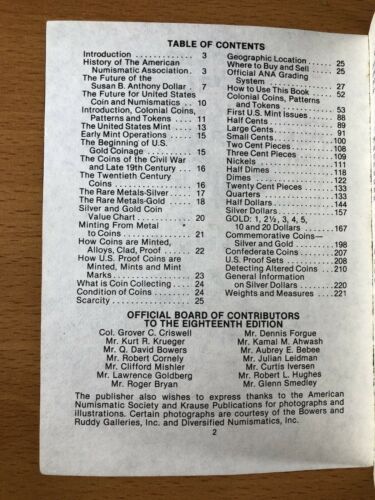 TABLE OF CONTENTS
Introduction . . . . . . . . . . . . . . 3
History of The American
Numismatic Association . 3
The Future of the
Susan B. Anthony Dollar . 7
The Future for United States
Coin and Numismatics . . 10
Introduction, Colonial Coins,
Patterns and Tokens . . . . 11
The United States Mint . . . . 13
Early Mint Operations . . . . . 15
The Beginning of U.S.
Gold Coinage . . . . . . . . . . 15
The Coins of the Civil War
and Late 19th Century . . . 16
The Twentieth Century
Coins . . . . . . . . . . . . . . . . . 16
The Rare Metals-Silver . . . . 17
The Rare Metals-Gold . . . . . 18
Silver and Gold Coin
Value Chart . . . . . . . . . . . . 20
Minting From Metal
to Coins . . . . . . . . . . . . . . . 21
How Coins are Minted,
Alloys, Clad, Proof . . . . . . 22
How U.S. Proof Coins are
Minted, Mints and Mint
Marks . . . . . . . . . . . . . . . . . 23
What is Coin Collecting . . . . 24
Condition of Coins . . . . . . . . 24
Scarcity . . . . . . . . . . . . . . . . . 25
Geographic Location . . . . . . 25
Where to Buy and Sell . . . . . 25
Official ANA Grading
System . . . . . . . . . . . . . . . . 27
How to Use This Book . . . . . 52
Colonial Coins, Patterns
and Tokens . . . . . . . . . . . . 53
First U.S. Mint Issues . . . . . . 88
Half Cents . . . . . . . . . . . . . . . 89
Large Cents . . . . . . . . . . . . . . 91
Small Cents . . . . . . . . . . . . . 100
Two Cent Pieces . . . . . . . . . 108
Three Cent Pieces . . . . . . . . 109
Nickels . . . . . . . . . . . . . . . . . 111
Half Dimes . . . . . . . . . . . . . . 118
Dimes . . . . . . . . . . . . . . . . . . 122
Twenty Cent Pieces . . . . . . . 133
Quarters . . . . . . . . . . . . . . . . 133
Half Dollars . . . . . . . . . . . . . 144
Silver Dollars . . . . . . . . . . . . 157
GOLD: 1, 2½, 3, 4, 5,
10 and 20 Dollars . . . . . . . 167
Commemorative Coins—
Silver and Gold . . . . . . . . . 198
Confederate Coins . . . . . . . . 207
U.S. Proof Sets . . . . . . . . . . . 208
Detecting Altered Coins . . . 210
General Information
on Silver Dollars . . . . . . . . 220
Weights and Measures . . . . 221
OFFICIAL BOARD OF CONTRIBUTORS
TO THE EIGHTEENTH EDITION
Col. Grover C. Criswell
Mr. Kurt R. Krueger
Mr. Q. David Bowers
Mr. Robert Cornely
Mr. Clifford Mishler
Mr. Lawrence Goldberg
Mr. Roger Bryan
Mr. Dennis Forgue
Mr. Kamal M. Ahwash
Mr. Aubrey E. Bebee
Mr. Julian Leidman
Mr. Curtis Iversen
Mr. Robert L. Hughes
Mr. Glenn Smedley
The publisher also wishes to express thanks to the American
Numismatic Society and Krause Publications for photographs and
illustrations. Certain photographs are courtesy of the Bowers and
Ruddy Galleries, Inc. and Diversified Numismatics, Inc.
2